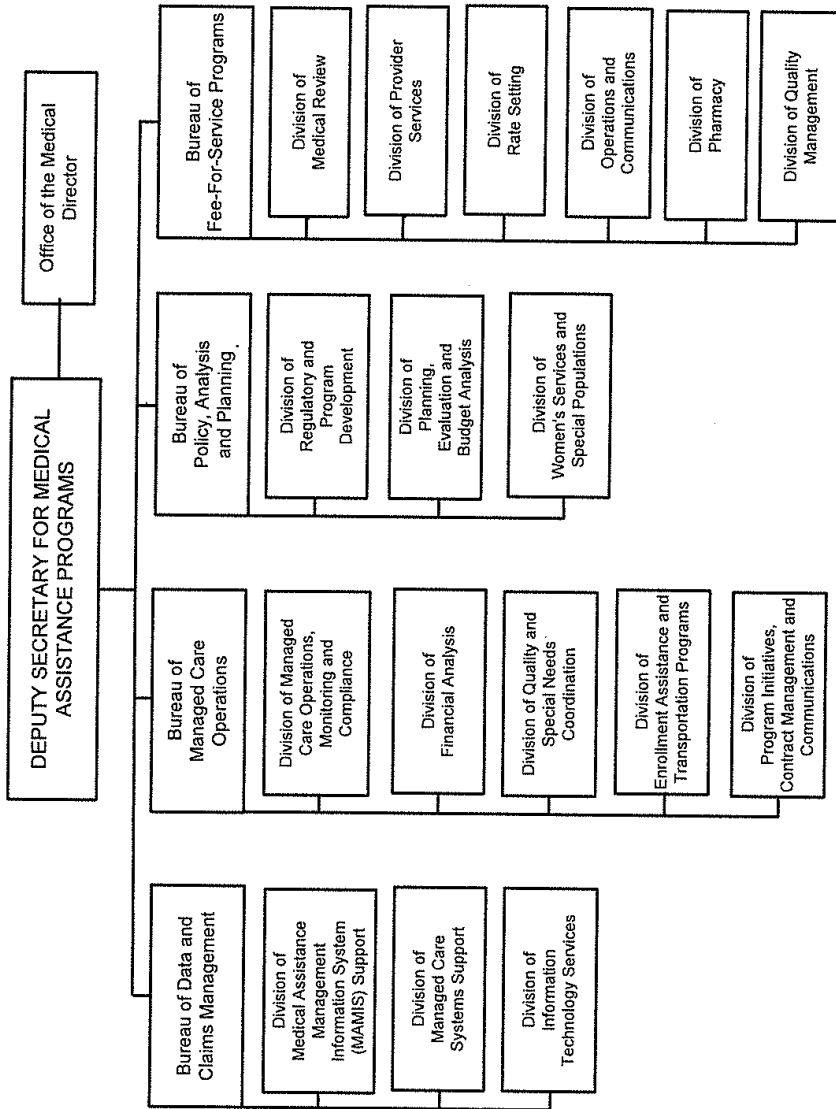 DEPUTY SECRETARY FOR MEDICAL
ASSISTANCE PROGRAMS
Office of the Medical
Director
Bureau of Data and
Claims Management
Division of
Medical Assistance
Management
Information System
(MAMIS) Support
Division of
Managed Care
Systems Support
Division of
Information
Technology Services
Bureau of
Managed Care
Operations
Division of Managed
Care Operations,
Monitoring and
Compliance
Division of
Financial Analysis
Division of Quality and
Special Needs
Coordination
Division of
Enrollment Assistance and
Transportation Programs
Division of
Program Initiatives,
Contract Management and
Communications
Bureau of
Policy, Analysis
and Planning
Division of
Regulatory and
Program
Development
Division of
Planning,
Evaluation and
Budget Analysis
Division of
Women's Services and
Special Populations
Bureau of
Fee-For-Service Programs
Division of
Medical Review
Division of Provider
Services
Division of
Rate Setting
Division of
Operations and
Communications
Division of
Pharmacy
Division of Quality
Management